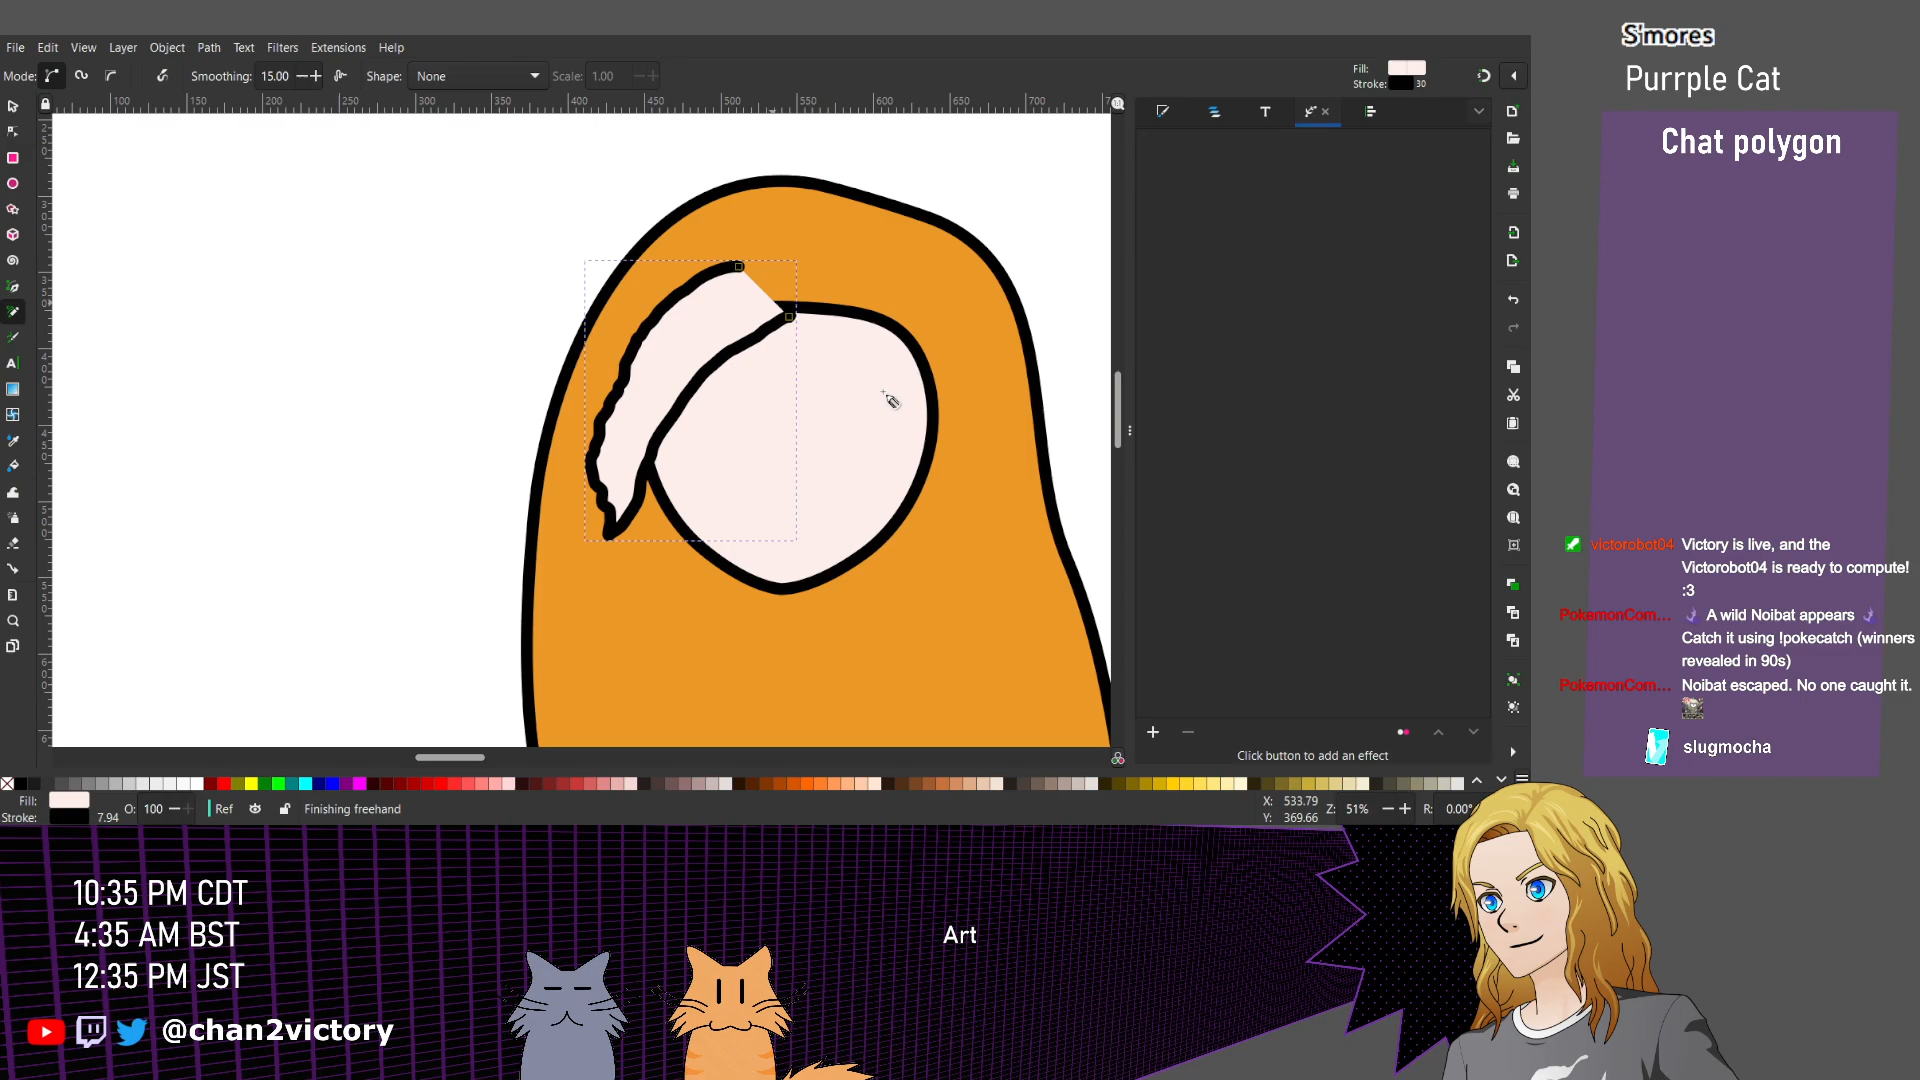 File Edit View Layer Object Path Text Filters Extensions Help
Mode: Smoothing: 15.00 Shape: None Scale: 1.00 Fill:
Stroke: 30
100 150 200 250 300 350 400 450 500 550 600 650 700
Click button to add an effect
Fill: O: 100 Ref Finishing freehand X: 533.79 Z: 51% R: 0.00°
Stroke: 7.94 Y: 369.66
S'mores
Purrple Cat
Chat polygon
victorobot04 Victory is live, and the
Victorobot04 is ready to compute!
:3
PokemonCom... A wild Noibat appears
Catch it using !pokecatch (winners
revealed in 90s)
PokemonCom... Noibat escaped. No one caught it.
slugmocha
10:35 PM CDT
4:35 AM BST
12:35 PM JST
@chan2victory
Art